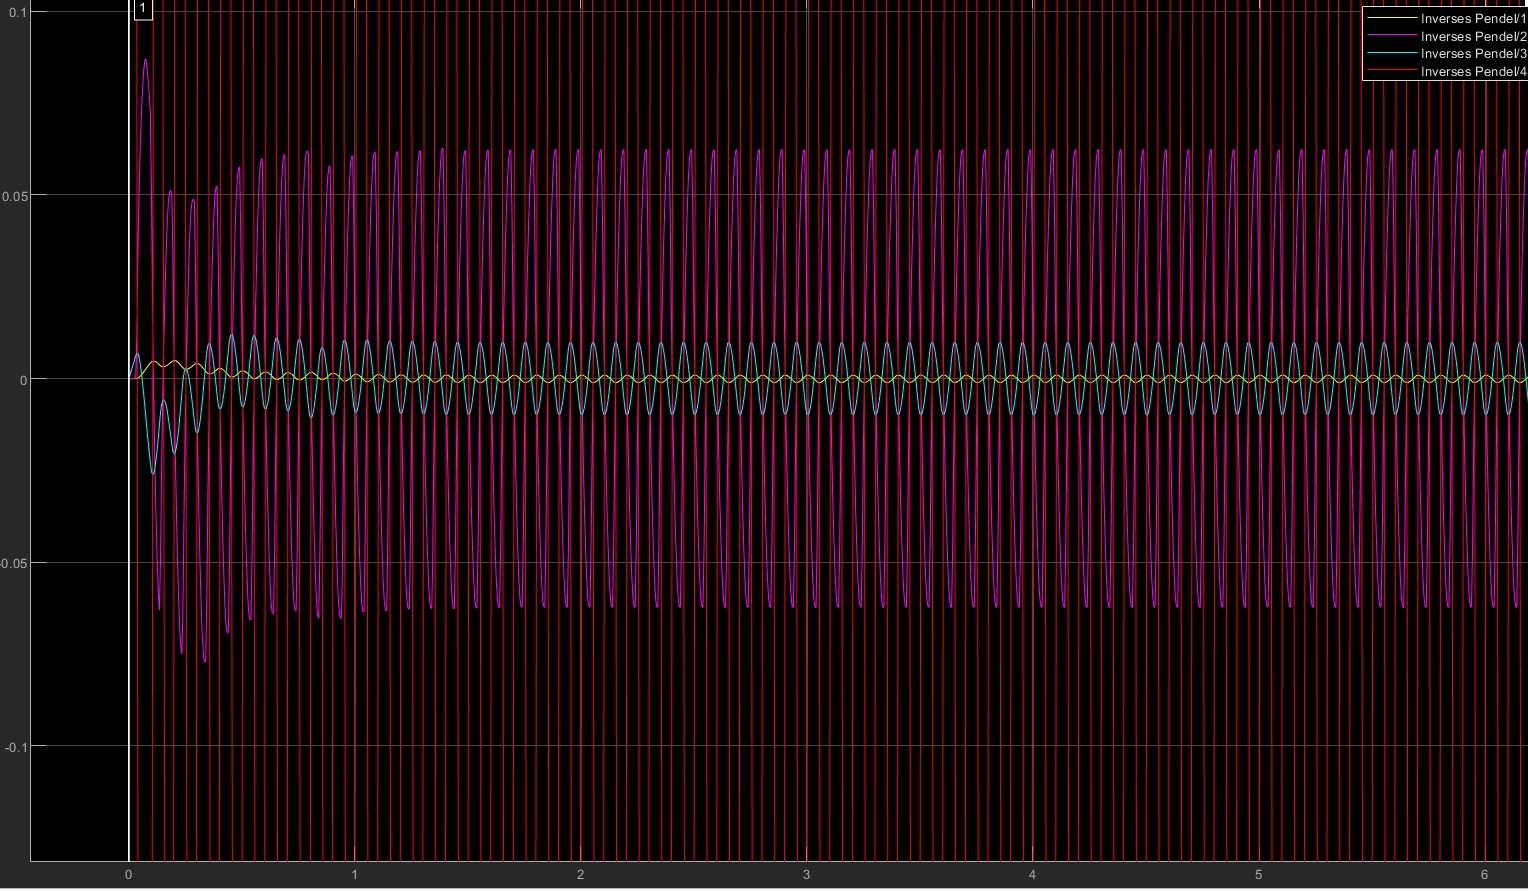 0.1
1
Inverses Pendel/1
Inverses Pendel/2
Inverses Pendel/3
Inverses Pendel/4
0.05
0
-0.05
-0.1
0 1 2 3 4 5 6